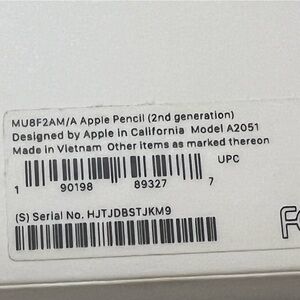 MU8F2AM/A Apple Pencil (2nd generation)
Designed by Apple in California Model A2051
Made in Vietnam Other items as marked thereon
UPC
1 90198 89327 7
(S) Serial No. HJTJDBSTJKM9